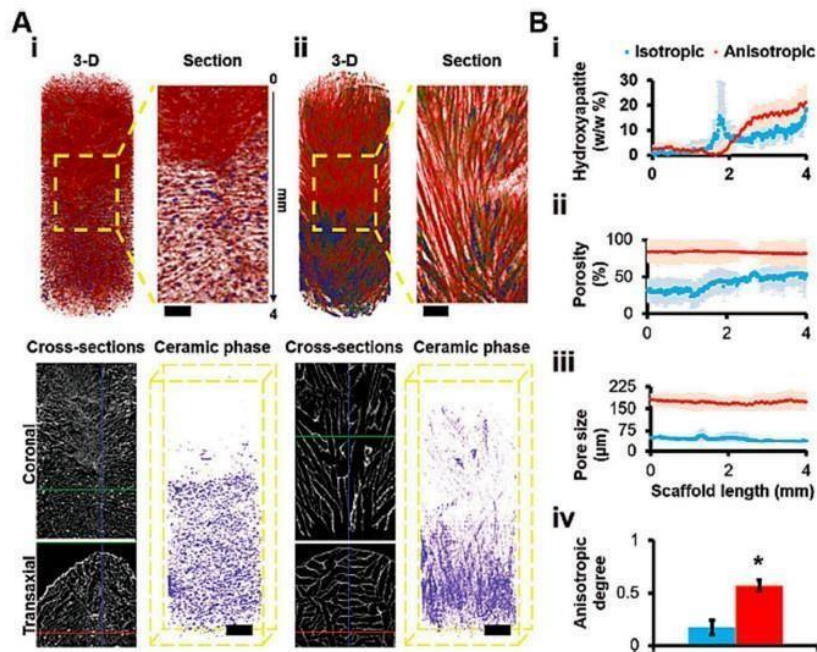 A
i
3-D
Section
0
mm
4
ii
3-D
Section
Cross-sections
Ceramic phase
Cross-sections
Ceramic phase
Coronal
Transaxial
B
i
Isotropic
Anisotropic
Hydroxyapatite
(w/w %)
30
20
10
0
0
2
4
ii
Porosity
(%)
100
50
0
0
2
4
iii
Pore size
(µm)
225
150
75
0
0
2
4
Scaffold length (mm)
iv
Anisotropic
degree
1
0.5
0
*